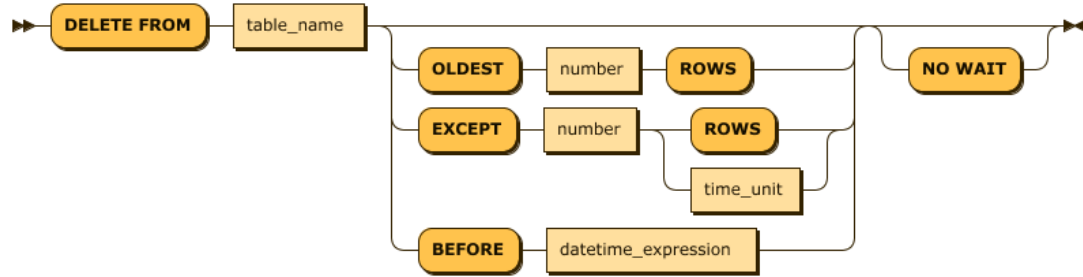 DELETE FROM table_name
OLDEST number ROWS NO WAIT
EXCEPT number ROWS
time_unit
BEFORE datetime_expression